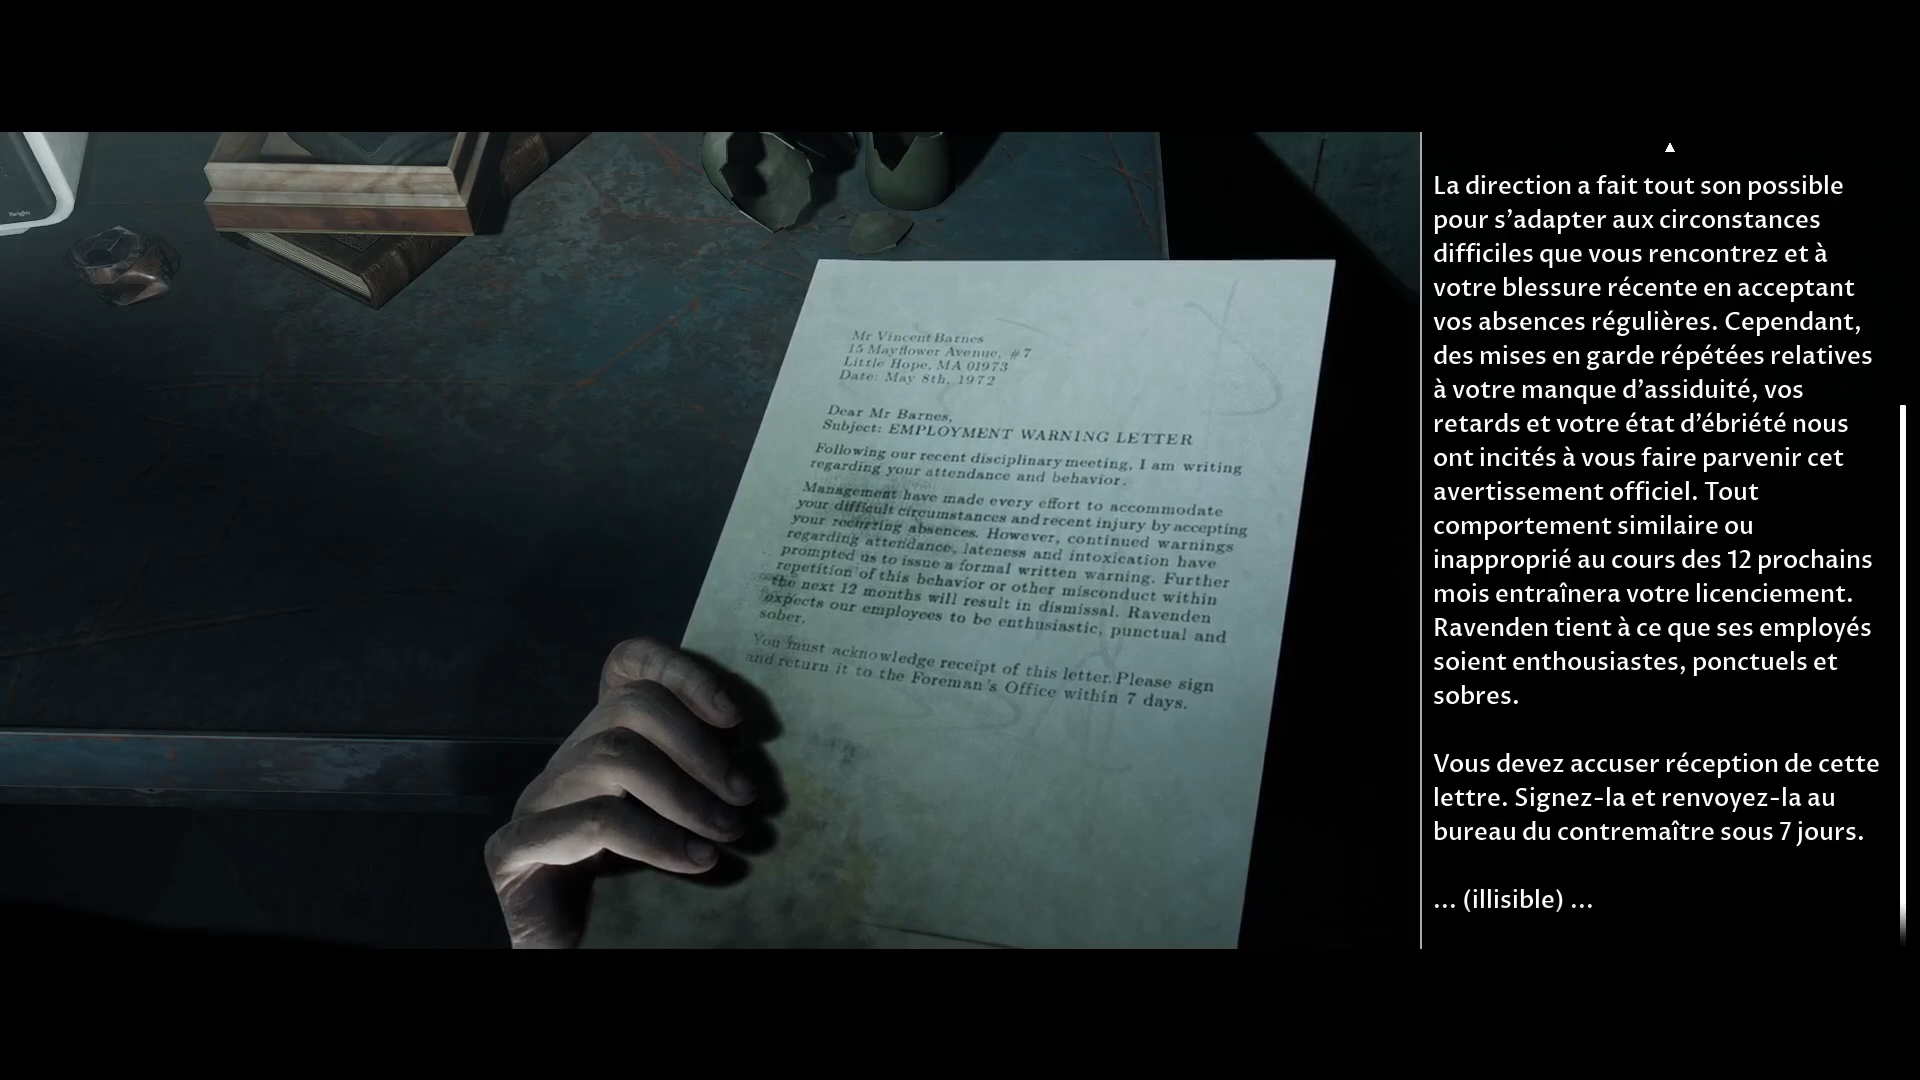 Bright
Mr Vincent Barnes
15 Mayflower Avenue, #7
Little Hope, MA 01973
Date: May 8th, 1972
Dear Mr Barnes,
Subject: EMPLOYMENT WARNING LETTER
Following our recent disciplinary meeting, I am writing
regarding your attendance and behavior.
Management have made every effort to accommodate
your difficult circumstances and recent injury by accepting
your recurring absences. However, continued warnings
regarding attendance, lateness and intoxication have
prompted us to issue a formal written warning. Further
repetition of this behavior or other misconduct within
the next 12 months will result in dismissal. Ravenden
expects our employees to be enthusiastic, punctual and
sober.
You must acknowledge receipt of this letter. Please sign
and return it to the Foreman's Office within 7 days.
La direction a fait tout son possible
pour s'adapter aux circonstances
difficiles que vous rencontrez et à
votre blessure récente en acceptant
vos absences régulières. Cependant,
des mises en garde répétées relatives
à votre manque d'assiduité, vos
retards et votre état d'ébriété nous
ont incités à vous faire parvenir cet
avertissement officiel. Tout
comportement similaire ou
inapproprié au cours des 12 prochains
mois entraînera votre licenciement.
Ravenden tient à ce que ses employés
soient enthousiastes, ponctuels et
sobres.
Vous devez accuser réception de cette
lettre. Signez-la et renvoyez-la au
bureau du contremaître sous 7 jours.
... (illisible) ...